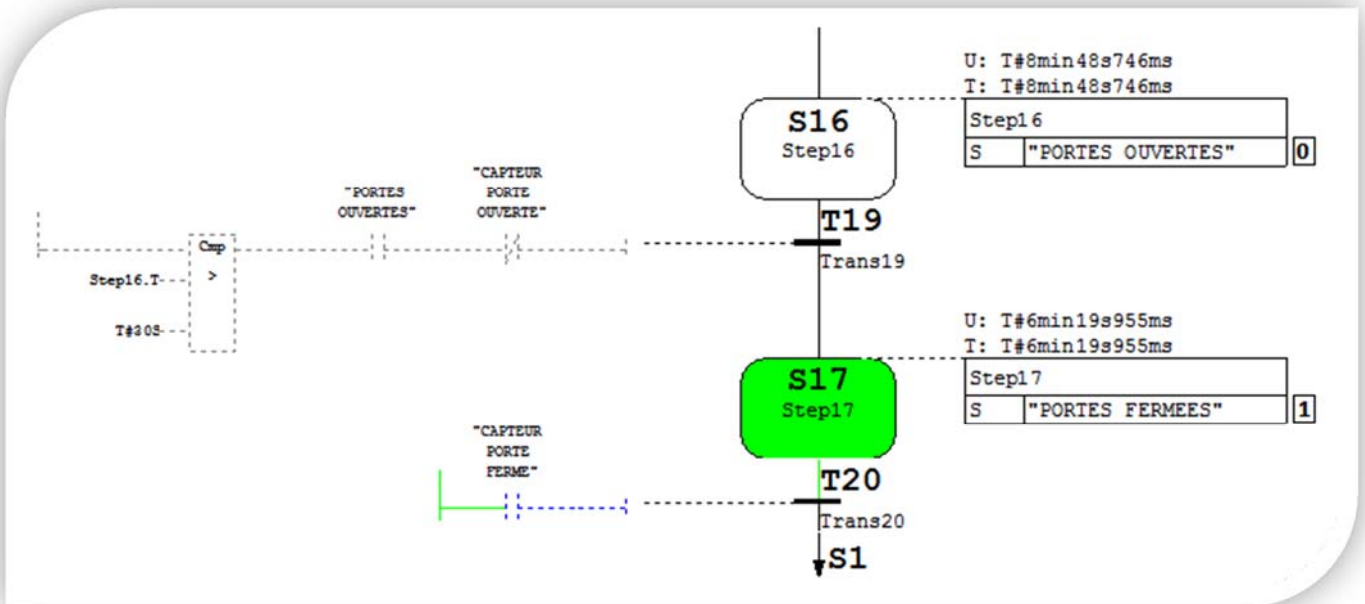 U: T#8min48s746ms
T: T#8min48s746ms
S16
Step16
Step16
S "PORTES OUVERTES" 0
"PORTES
OUVERTES"
"CAPTEUR
PORTE
OUVERTE"
T19
Trans19
Cmp
>
Step16.T
T#30S
U: T#6min19s955ms
T: T#6min19s955ms
S17
Step17
Step17
S "PORTES FERMEES" 1
"CAPTEUR
PORTE
FERME"
T20
Trans20
S1